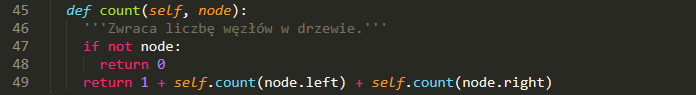 45 def count(self, node):
46 '''Zwraca liczbę węzłów w drzewie.'''
47 if not node:
48 return 0
49 return 1 + self.count(node.left) + self.count(node.right)